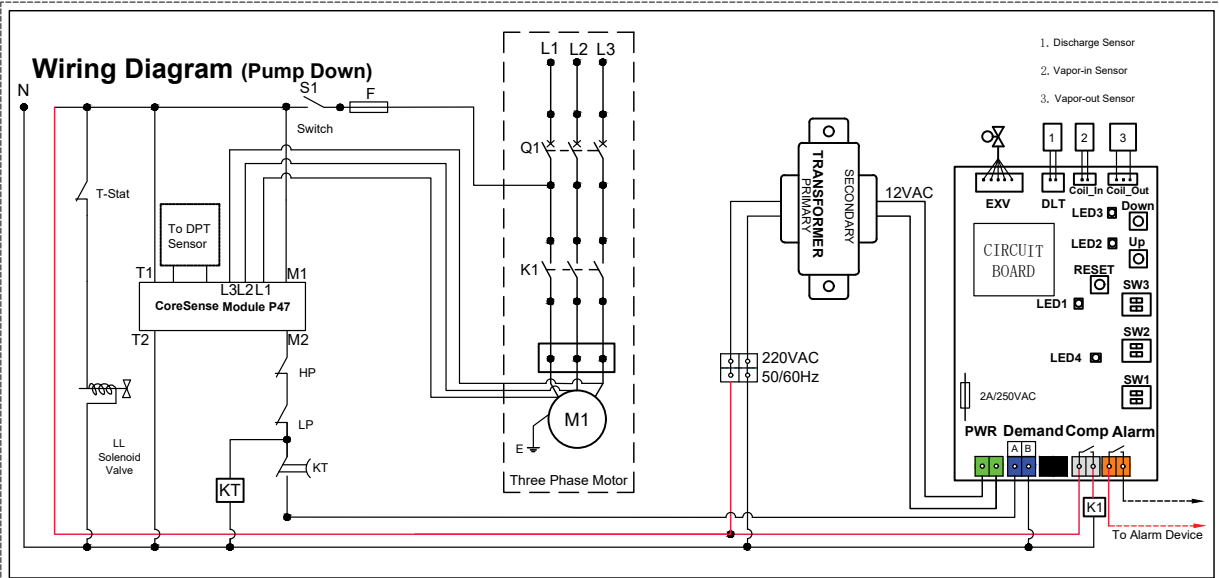 Wiring Diagram (Pump Down)
N
S1
Switch
F
L1 L2 L3
Q1
K1
M1
E
Three Phase Motor
T-Stat
To DPT
Sensor
T1
M1
L3L2L1
CoreSense Module P47
T2
M2
HP
LP
KT
KT
LL
Solenoid
Valve
TRANSFORMER
PRIMARY
SECONDARY
12VAC
220VAC
50/60Hz
1. Discharge Sensor
2. Vapor-in Sensor
3. Vapor-out Sensor
1 2 3
EXV DLT Coil_In Coil_Out
LED3 Down
LED2 Up
CIRCUIT
BOARD
RESET
LED1
SW3
SW2
LED4
SW1
2A/250VAC
PWR Demand Comp Alarm
A B
K1
To Alarm Device